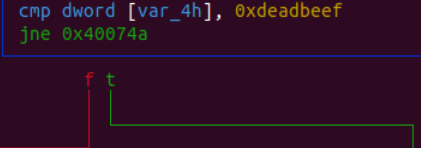 cmp dword [var_4h], 0xdeadbeef
jne 0x40074a
f t